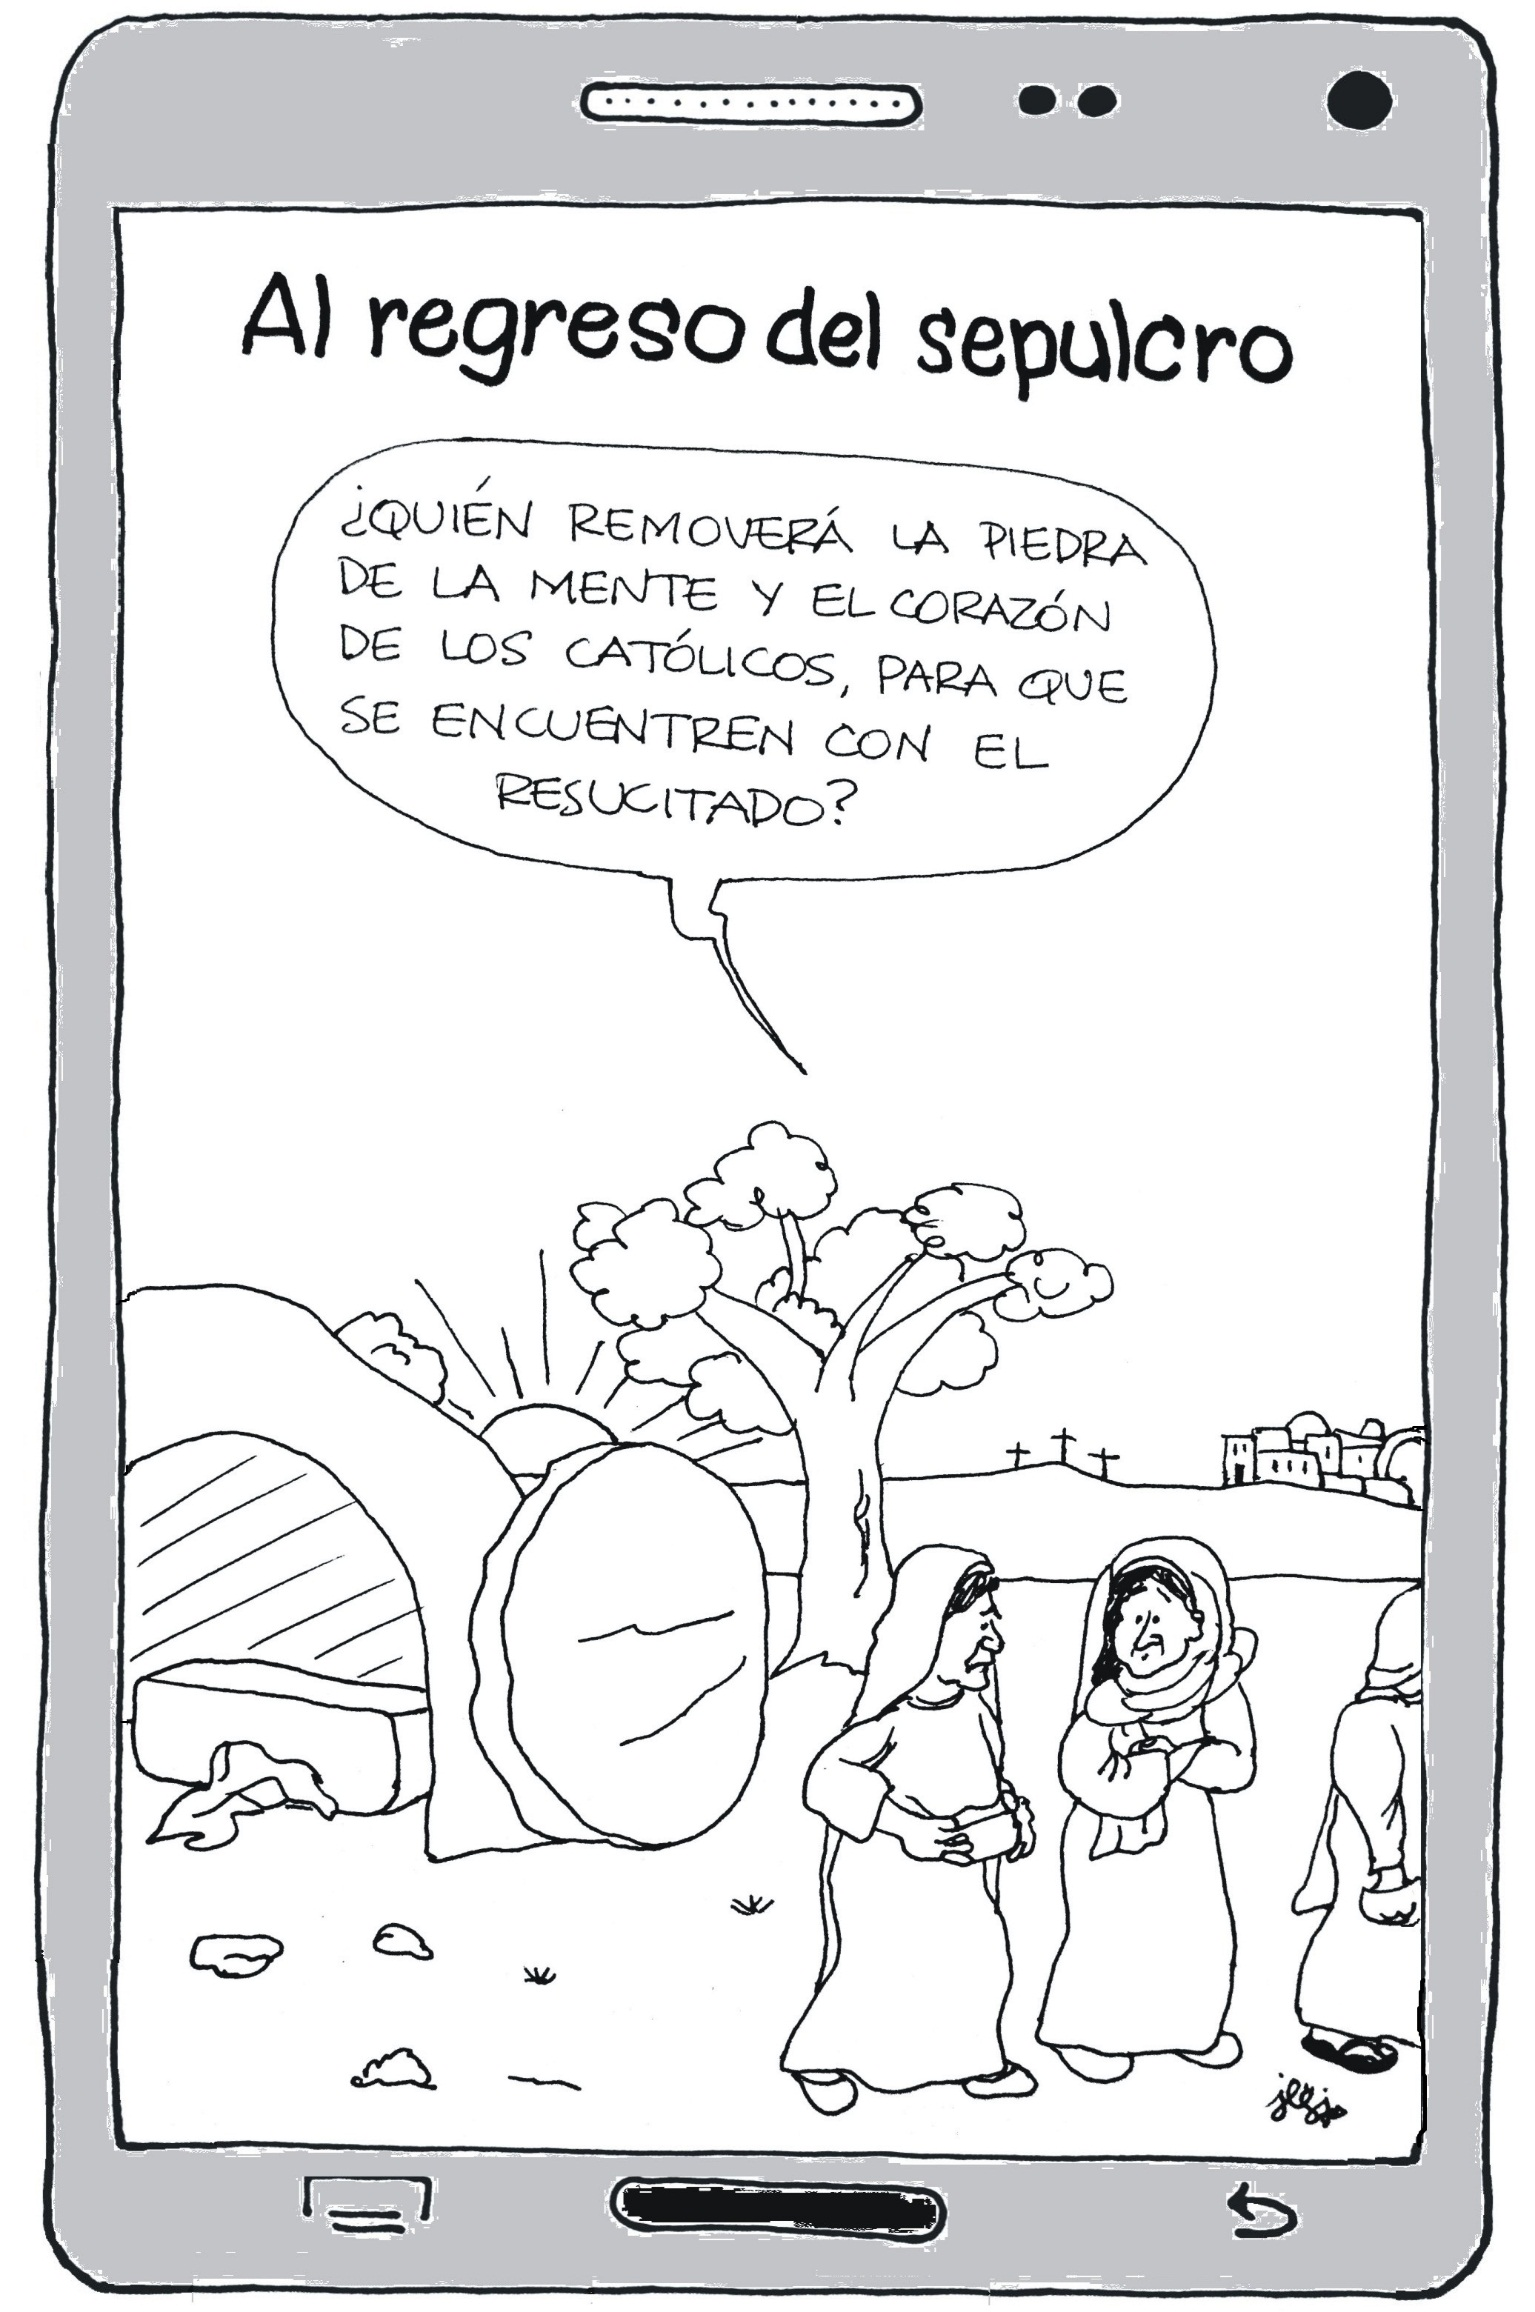 Al regreso del sepulcro
¿QUIÉN REMOVERÁ LA PIEDRA
DE LA MENTE Y EL CORAZÓN
DE LOS CATÓLICOS, PARA QUE
SE ENCUENTREN CON EL
RESUCITADO?